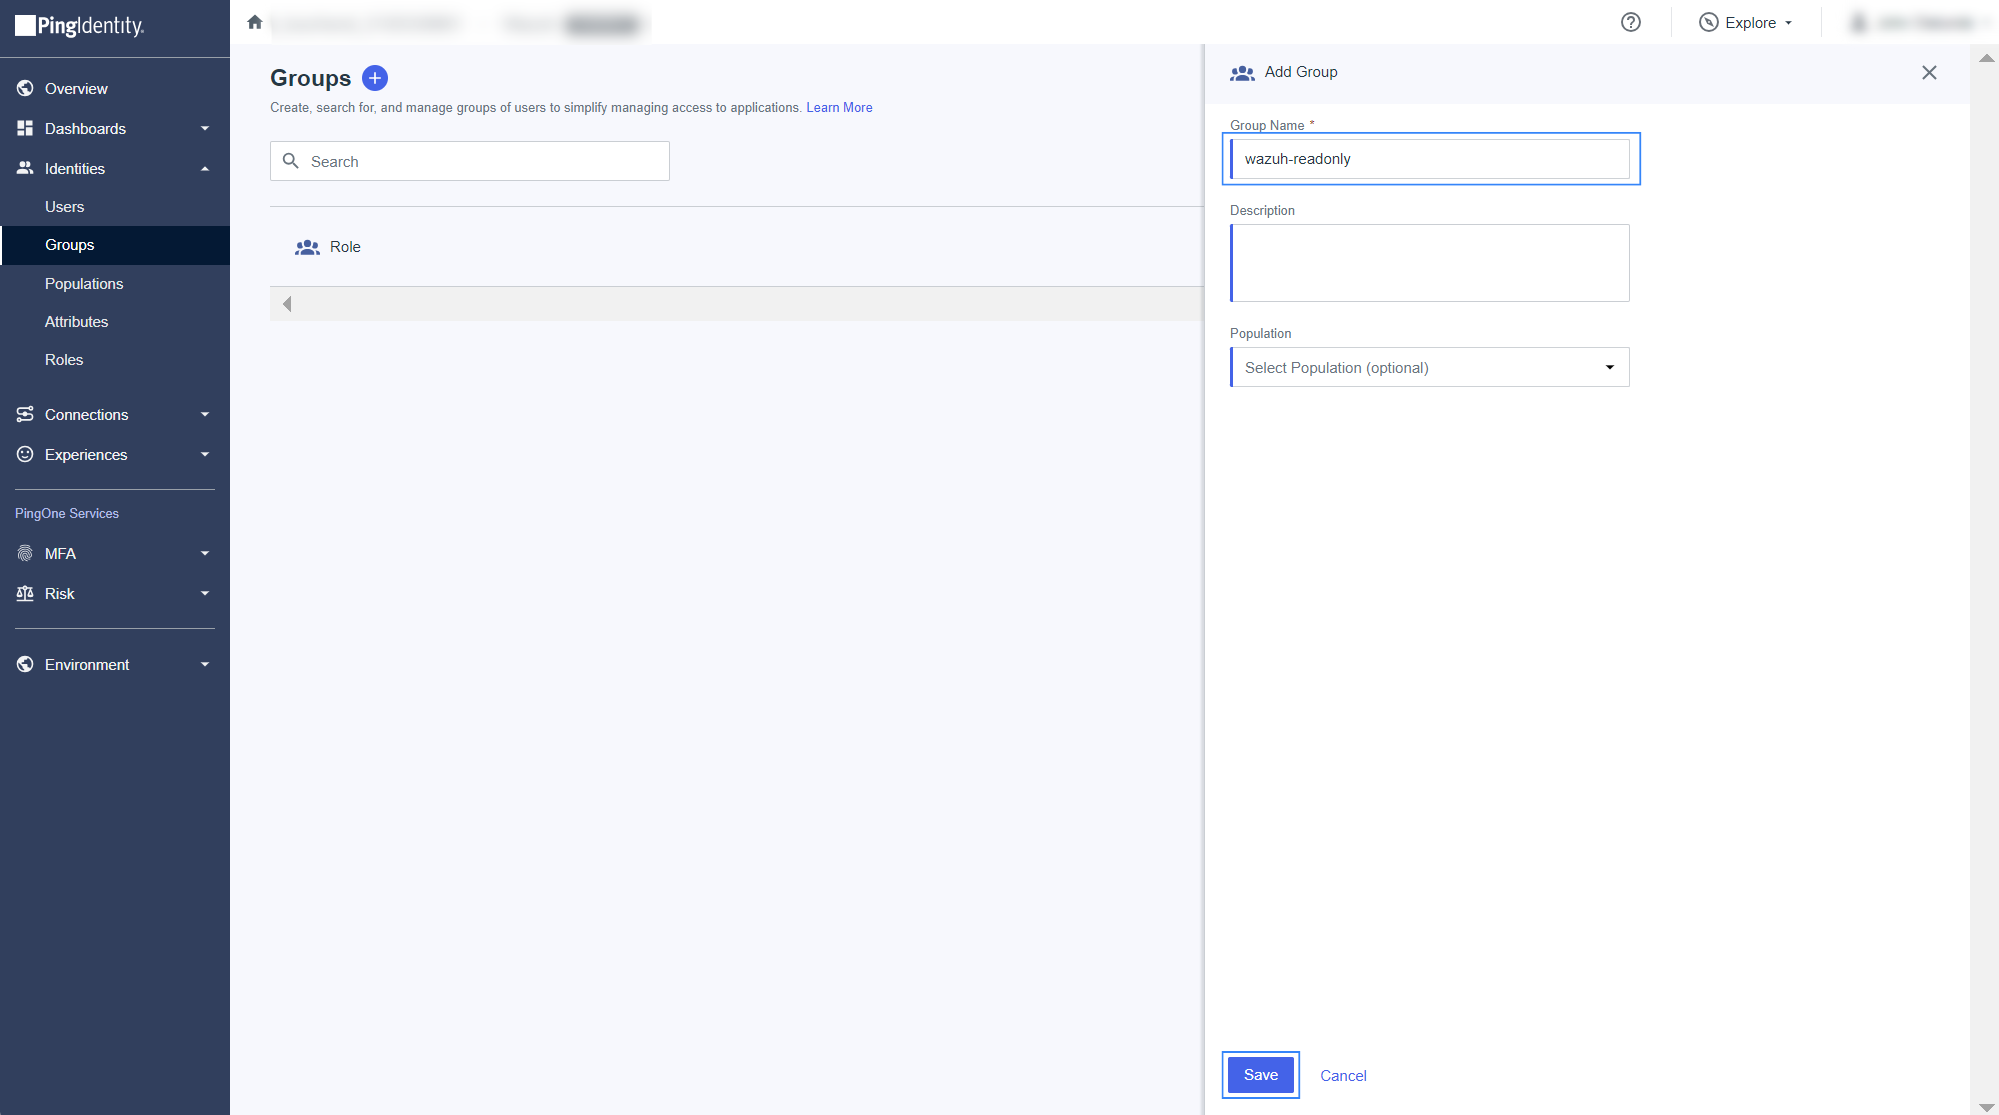 PingIdentity.
Explore
Overview
Dashboards
Identities
Users
Groups
Populations
Attributes
Roles
Connections
Experiences
PingOne Services
MFA
Risk
Environment
Groups
Create, search for, and manage groups of users to simplify managing access to applications. Learn More
Search
Role
Add Group
Group Name *
wazuh-readonly
Description
Population
Select Population (optional)
Save
Cancel